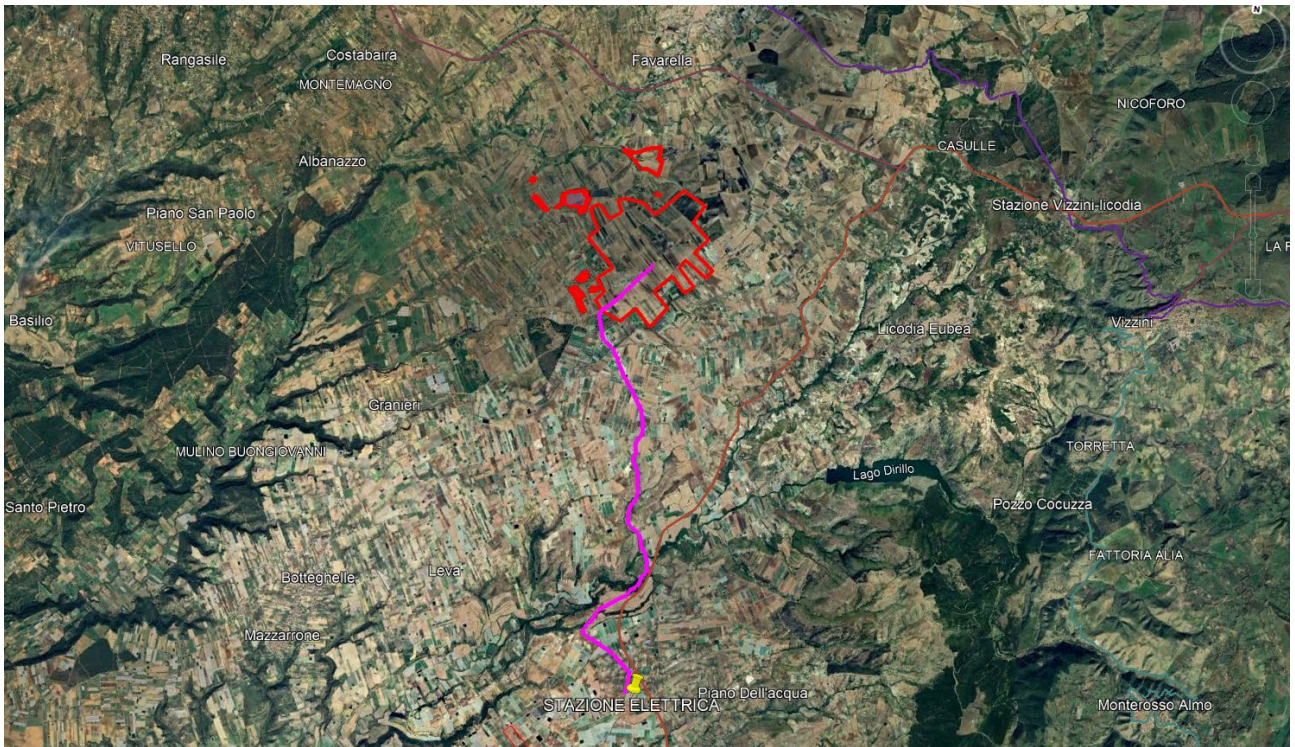 N
Rangasile
Costabaira
Favarella
MONTEMAGNO
NICOFORO
CASULLE
Albanazzo
Stazione Vizzini-licodia
Piano San Paolo
VITUSELLO
Basilio
Licodia Eubea
Vizzini
Granieri
MULINO BUONGIOVANNI
TORRETTA
Lago Dirillo
Santo Pietro
Pozzo Cocuzza
FATTORIA ALIA
Botteghelle
Leva
Mazzarrone
Piano Dell'acqua
STAZIONE ELETTRICA
Monterosso Almo